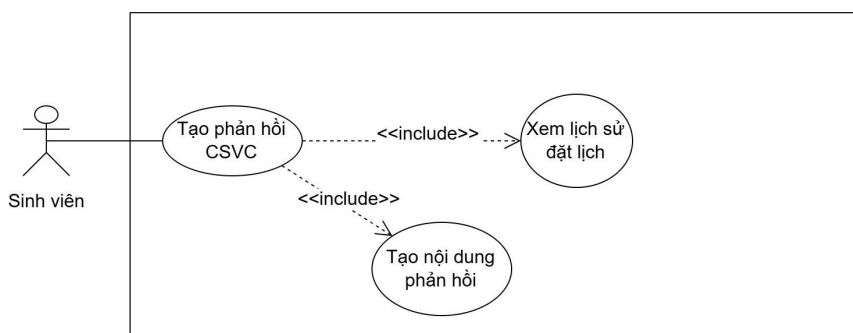 Tạo phản hồi
CSVC
<<include>>
Xem lịch sử
đặt lịch
Sinh viên
<<include>>
Tạo nội dung
phản hồi